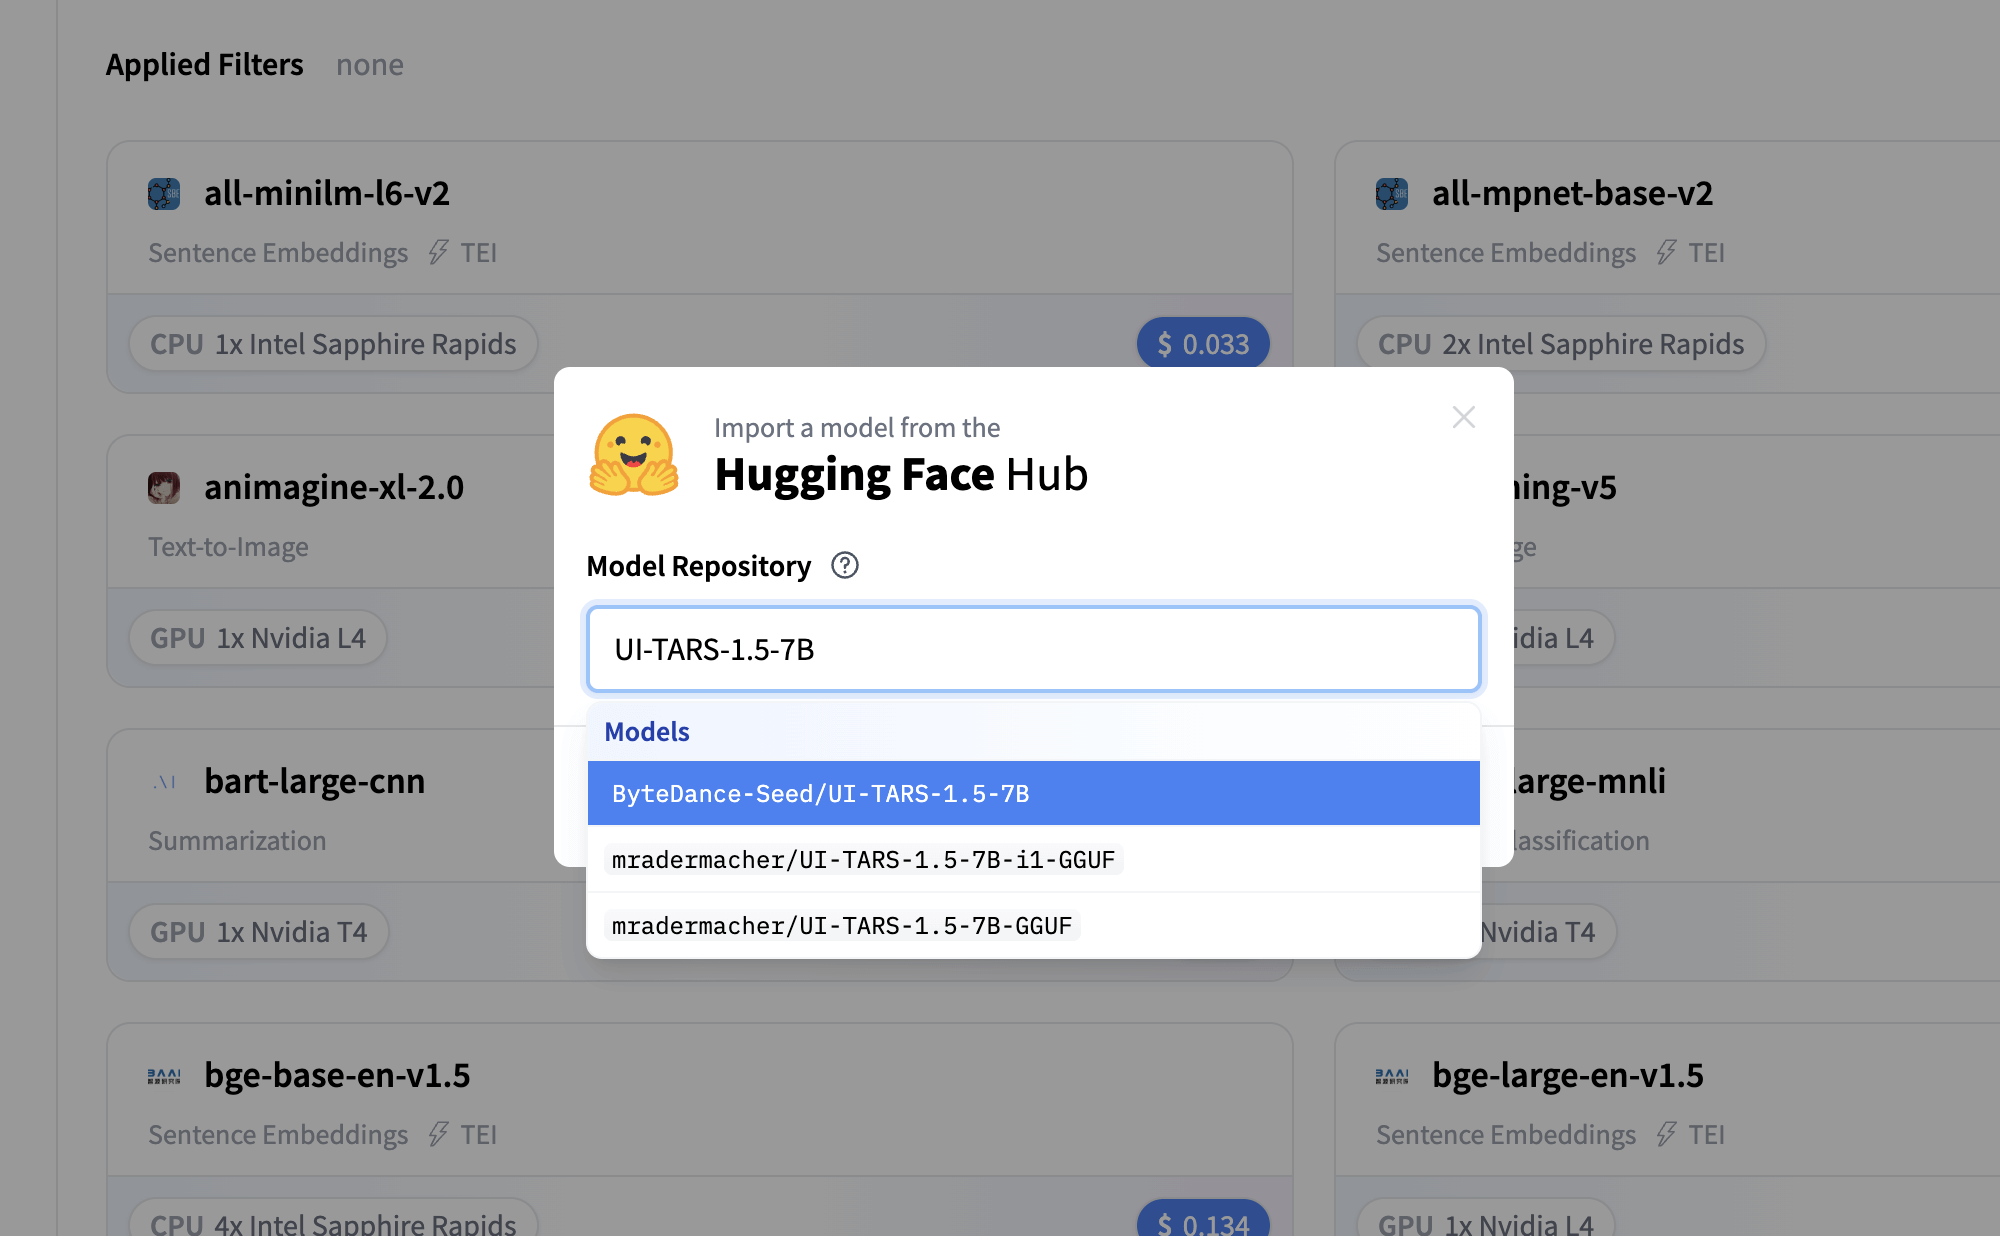 Applied Filters none
all-minilm-l6-v2
Sentence Embeddings TEI
CPU 1x Intel Sapphire Rapids $ 0.033
all-mpnet-base-v2
Sentence Embeddings TEI
CPU 2x Intel Sapphire Rapids
animagine-xl-2.0
Text-to-Image
GPU 1x Nvidia L4
ing-v5
ge
idia L4
bart-large-cnn
Summarization
GPU 1x Nvidia T4
arge-mnli
lassification
Nvidia T4
bge-base-en-v1.5
Sentence Embeddings TEI
CPU 4x Intel Sapphire Rapids $ 0.134
bge-large-en-v1.5
Sentence Embeddings TEI
GPU 1x Nvidia L4
Import a model from the
Hugging Face Hub
Model Repository
UI-TARS-1.5-7B
Models
ByteDance-Seed/UI-TARS-1.5-7B
mradermacher/UI-TARS-1.5-7B-i1-GGUF
mradermacher/UI-TARS-1.5-7B-GGUF